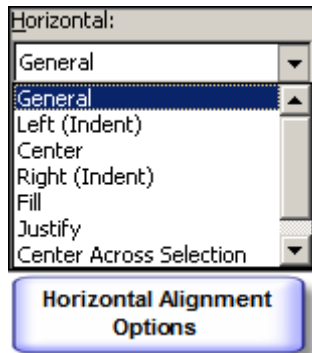 Horizontal:
General
General
Left (Indent)
Center
Right (Indent)
Fill
Justify
Center Across Selection
Horizontal Alignment
Options